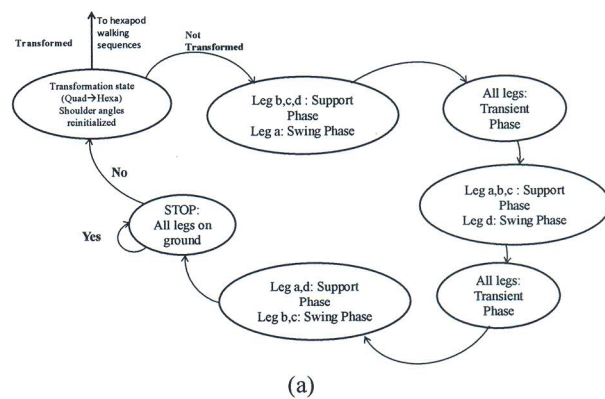 To hexapod
walking
sequences
Transformed
Not
Transformed
Transformation state
(Quad→Hexa)
Shoulder angles
reinitialized
Leg b,c,d : Support
Phase
Leg a: Swing Phase
All legs:
Transient
Phase
Leg a,b,c : Support
Phase
Leg d: Swing Phase
All legs:
Transient
Phase
Leg a,d: Support
Phase
Leg b,c: Swing Phase
STOP:
All legs on
ground
Yes
No
(a)